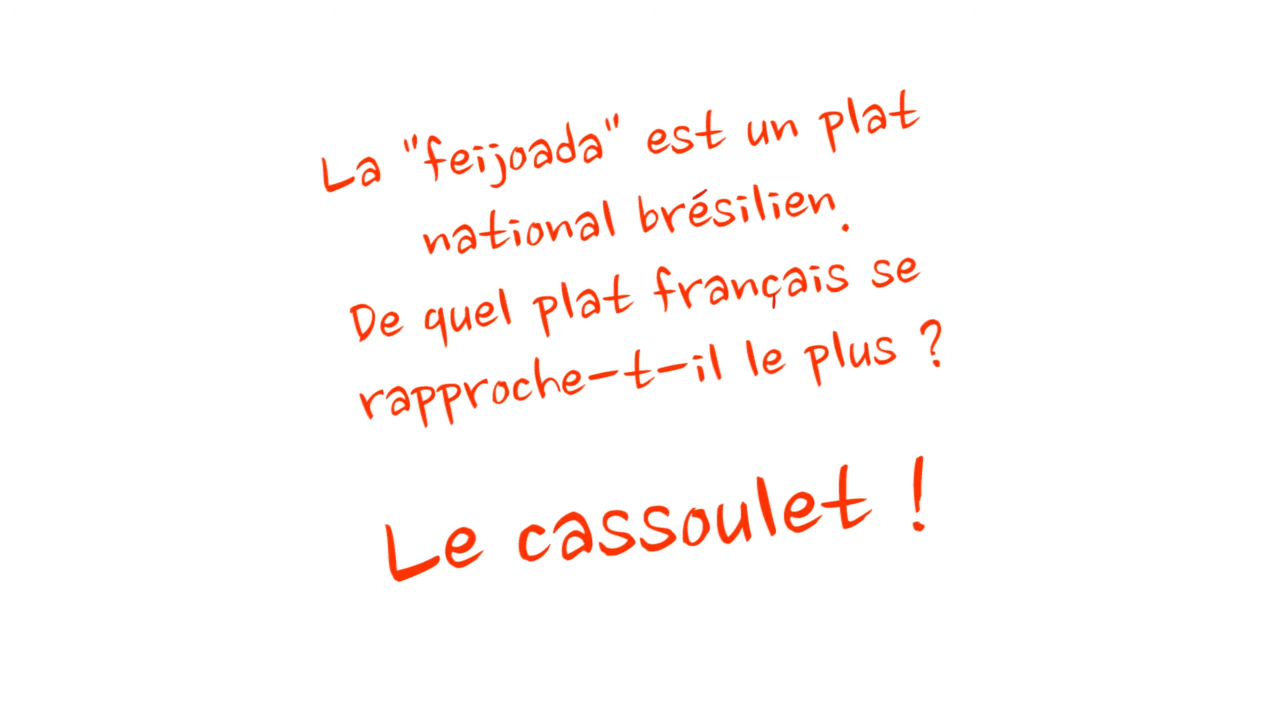 La "feijoada" est un plat
national brésilien.
De quel plat français se
rapproche-t-il le plus ?
Le cassoulet !